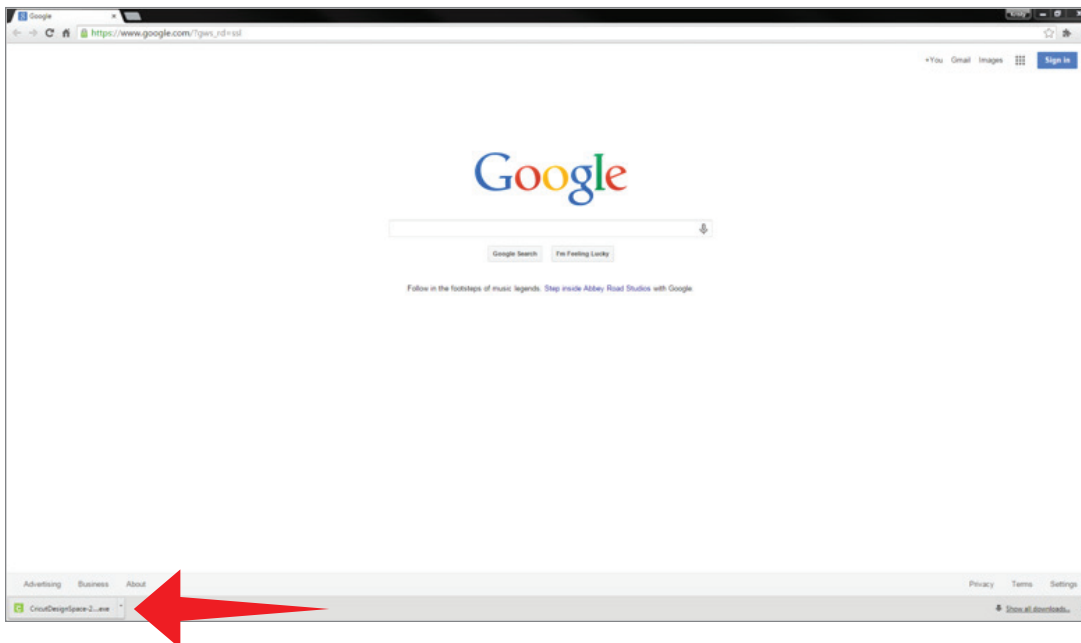 Google
https://www.google.com/?gws_rd=ssl
+You Gmail Images Sign in
Google
Google Search I'm Feeling Lucky
Follow in the footsteps of music legends. Step inside Abbey Road Studios with Google.
Advertising Business About Privacy Terms Settings
CricutDesignSpace-2....exe Show all downloads...